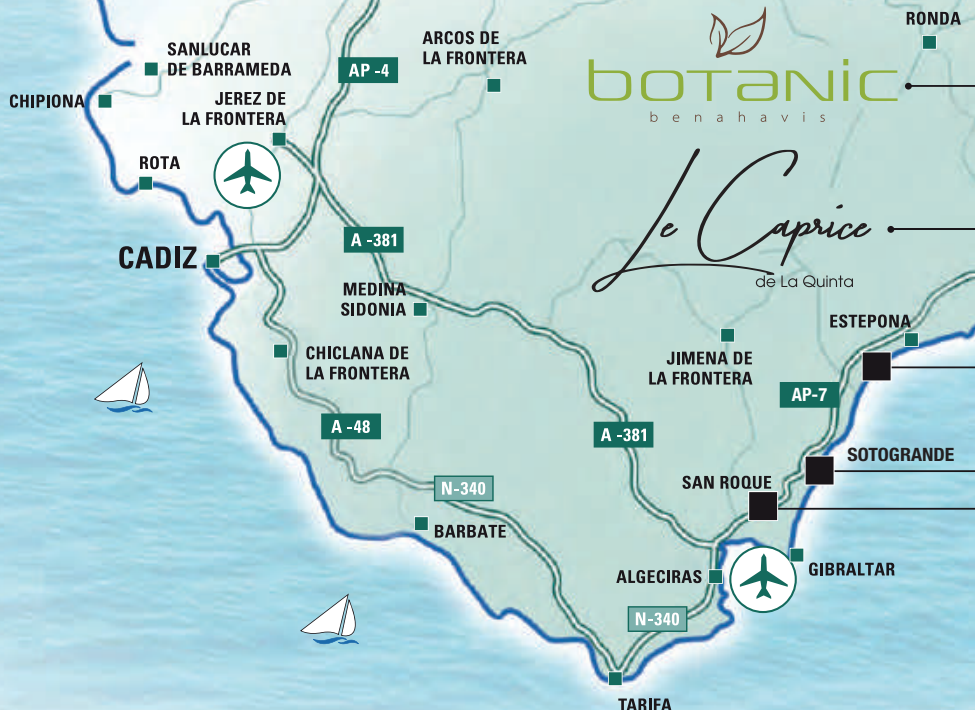 RONDA
ARCOS DE
LA FRONTERA
SANLUCAR
DE BARRAMEDA
AP -4
botanic
benahavis
CHIPIONA
JEREZ DE
LA FRONTERA
ROTA
Le Caprice
de La Quinta
A -381
CADIZ
MEDINA
SIDONIA
ESTEPONA
CHICLANA DE
LA FRONTERA
JIMENA DE
LA FRONTERA
AP-7
A -48
A -381
SOTOGRANDE
SAN ROQUE
N-340
BARBATE
GIBRALTAR
ALGECIRAS
N-340
TARIFA